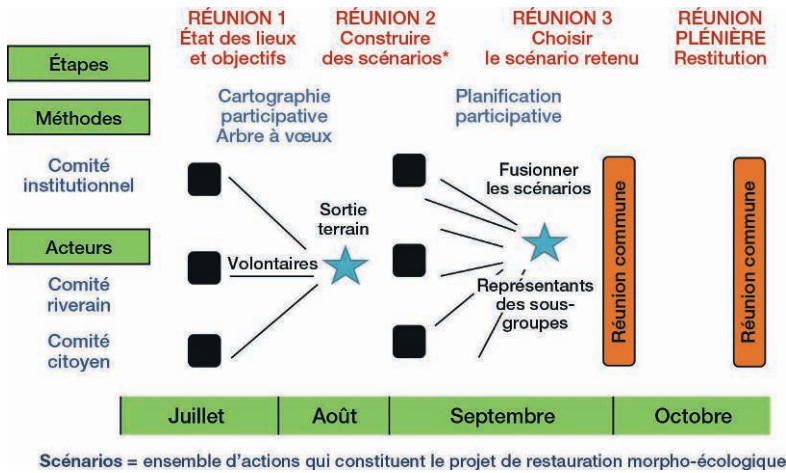 RÉUNION 1
État des lieux
et objectifs
RÉUNION 2
Construire
des scénarios*
RÉUNION 3
Choisir
le scénario retenu
RÉUNION
PLÉNIÈRE
Restitution
Étapes
Méthodes
Cartographie
participative
Arbre à vœux
Planification
participative
Comité
institutionnel
Sortie
terrain
Fusionner
les scénarios
Acteurs
Volontaires
Comité
riverain
Représentants
des sous-
groupes
Comité
citoyen
Réunion commune
Réunion commune
Juillet
Août
Septembre
Octobre
Scénarios = ensemble d'actions qui constituent le projet de restauration morpho-écologique